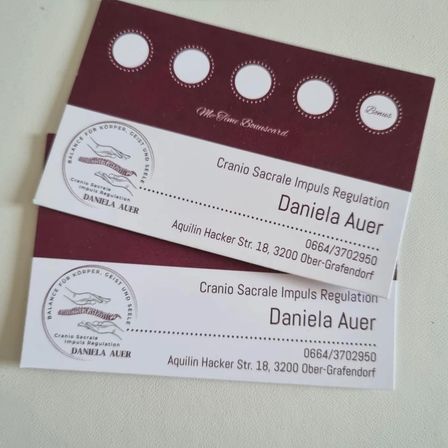 Bonus
Me-Time Bonuscard
BALANCE FÜR KÖRPER, GEIST UND SEELE
Cranio Sacrale
Impuls Regulation
DANIELA AUER
Cranio Sacrale Impuls Regulation
Daniela Auer
0664/3702950
Aquilin Hacker Str. 18, 3200 Ober-Grafendorf
BALANCE FÜR KÖRPER, GEIST UND SEELE
Cranio Sacrale
Impuls Regulation
DANIELA AUER
Cranio Sacrale Impuls Regulation
Daniela Auer
0664/3702950
Aquilin Hacker Str. 18, 3200 Ober-Grafendorf